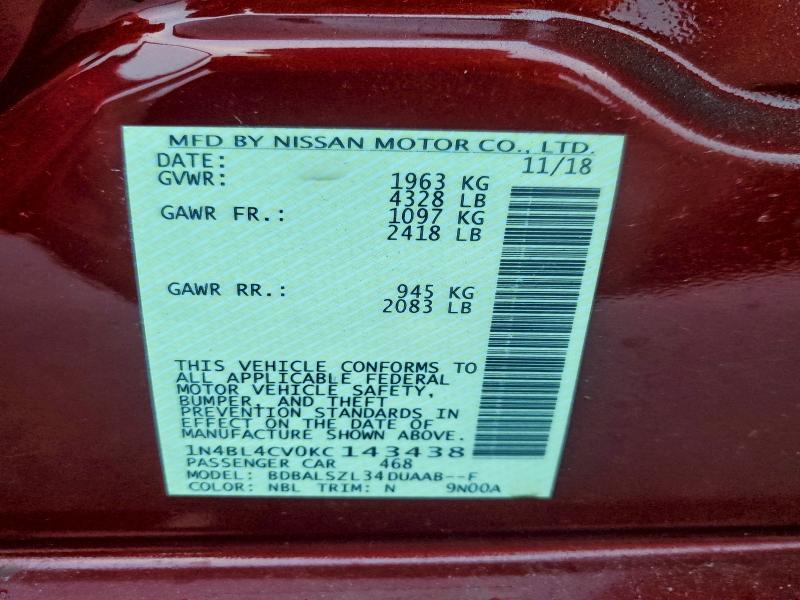 MFD BY NISSAN MOTOR CO., LTD.
DATE: 11/18
GVWR: 1963 KG
4328 LB
GAWR FR.: 1097 KG
2418 LB
GAWR RR.: 945 KG
2083 LB
THIS VEHICLE CONFORMS TO
ALL APPLICABLE FEDERAL
MOTOR VEHICLE SAFETY,
BUMPER, AND THEFT
PREVENTION STANDARDS IN
EFFECT ON THE DATE OF
MANUFACTURE SHOWN ABOVE.
1N4BL4CV0KC143438
PASSENGER CAR 468
MODEL: BDBALSZL34DUAAB--F
COLOR: NBL TRIM: N 9N00A